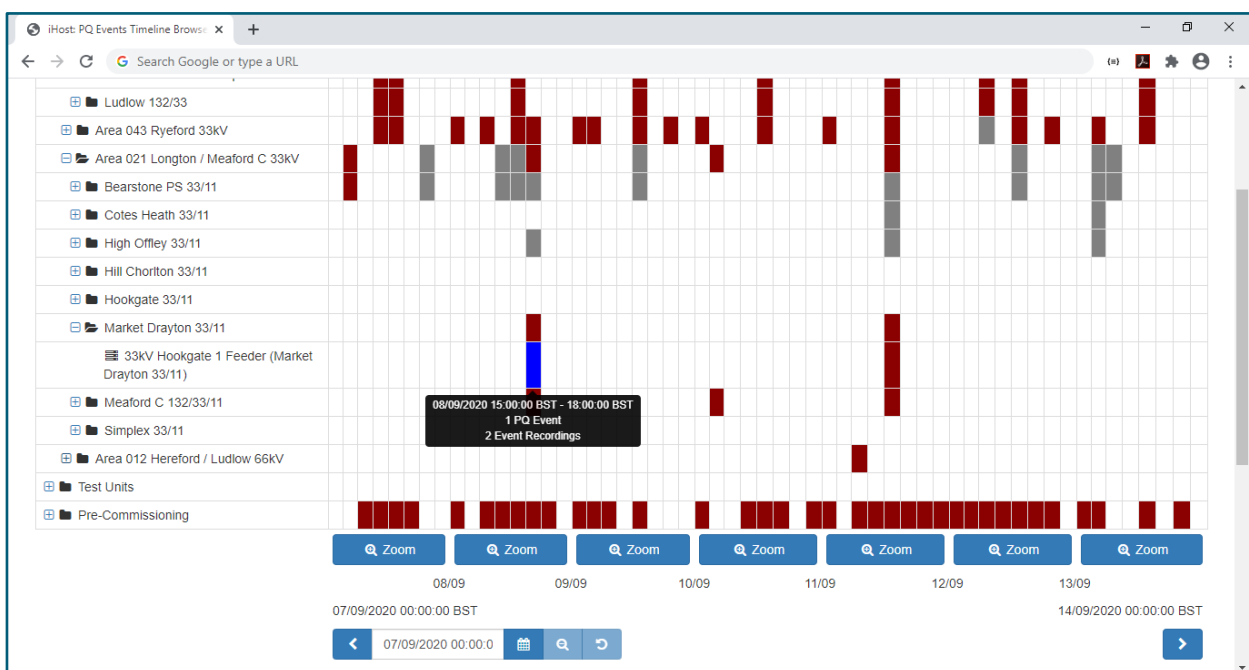 iHost: PQ Events Timeline Browse
Search Google or type a URL
Ludlow 132/33
Area 043 Ryeford 33kV
Area 021 Longton / Meaford C 33kV
Bearstone PS 33/11
Cotes Heath 33/11
High Offley 33/11
Hill Chorlton 33/11
Hookgate 33/11
Market Drayton 33/11
33kV Hookgate 1 Feeder (Market
Drayton 33/11)
Meaford C 132/33/11
08/09/2020 15:00:00 BST - 18:00:00 BST
1 PQ Event
2 Event Recordings
Simplex 33/11
Area 012 Hereford / Ludlow 66kV
Test Units
Pre-Commissioning
Zoom Zoom Zoom Zoom Zoom Zoom Zoom
08/09 09/09 10/09 11/09 12/09 13/09
07/09/2020 00:00:00 BST 14/09/2020 00:00:00 BST
07/09/2020 00:00:0